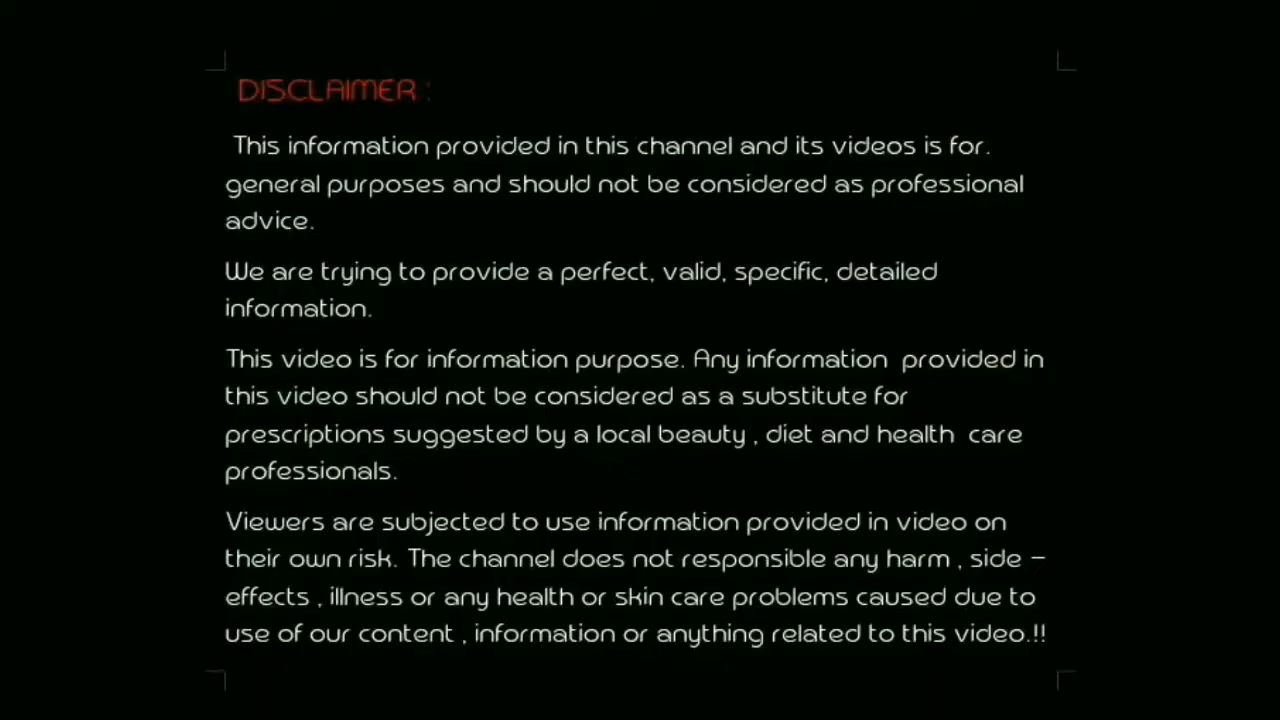 DISCLAIMER :
This information provided in this channel and its videos is for.
general purposes and should not be considered as professional
advice.
We are trying to provide a perfect, valid, specific, detailed
information.
This video is for information purpose. Any information provided in
this video should not be considered as a substitute for
prescriptions suggested by a local beauty , diet and health care
professionals.
Viewers are subjected to use information provided in video on
their own risk. The channel does not responsible any harm , side -
effects , illness or any health or skin care problems caused due to
use of our content , information or anything related to this video.!!